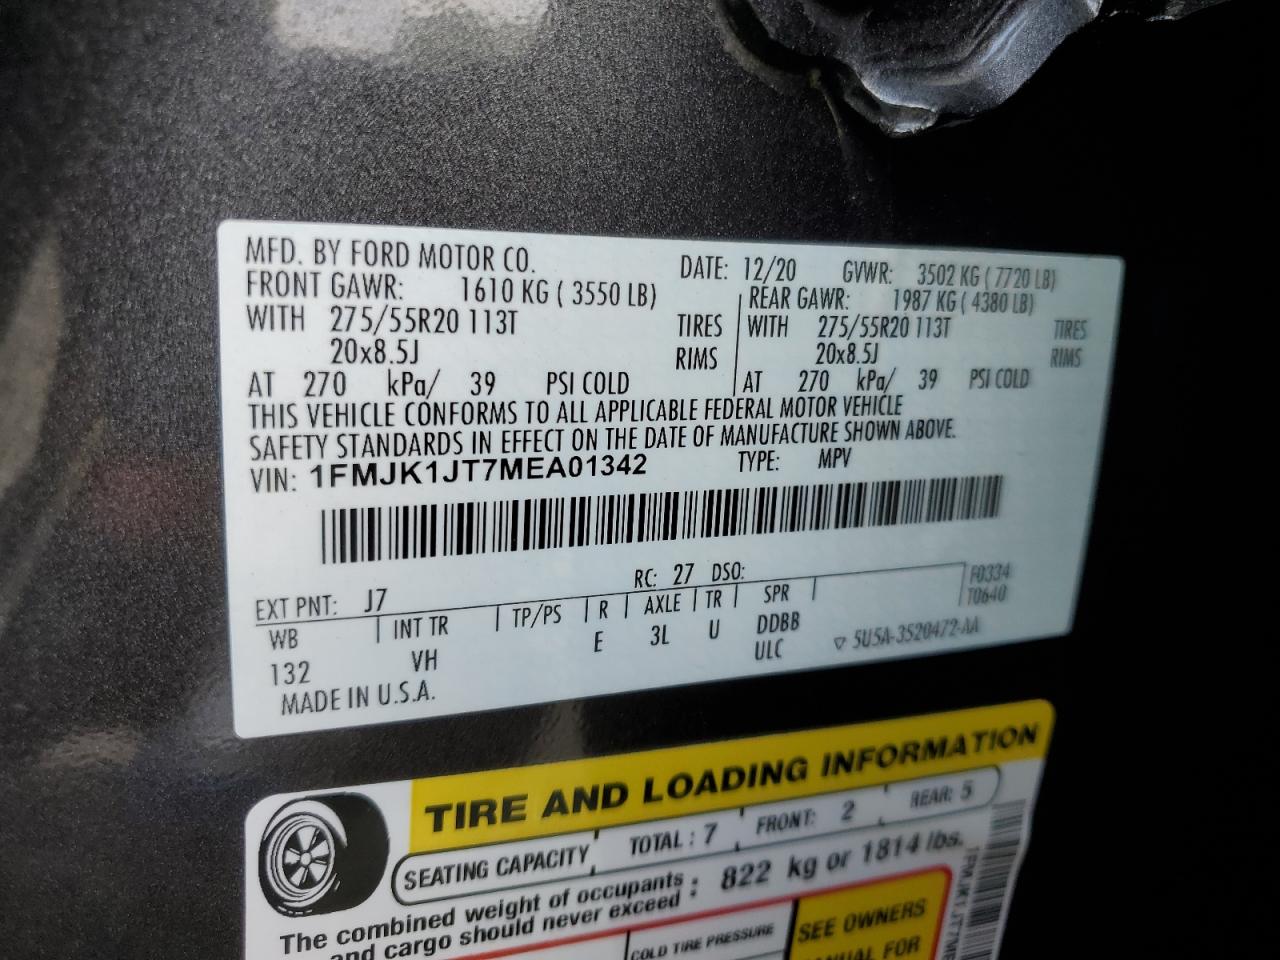 MFD. BY FORD MOTOR CO.
DATE: 12/20 GVWR: 3502 KG ( 7720 LB)
FRONT GAWR: 1610 KG ( 3550 LB) REAR GAWR: 1987 KG ( 4380 LB)
WITH 275/55R20 113T TIRES WITH 275/55R20 113T TIRES
20x8.5J RIMS 20x8.5J RIMS
AT 270 kPa/ 39 PSI COLD AT 270 kPa/ 39 PSI COLD
THIS VEHICLE CONFORMS TO ALL APPLICABLE FEDERAL MOTOR VEHICLE
SAFETY STANDARDS IN EFFECT ON THE DATE OF MANUFACTURE SHOWN ABOVE.
VIN: 1FMJK1JT7MEA01342 TYPE: MPV
EXT PNT: J7 RC: 27 DSO: F0334
WB INT TR TP/PS R AXLE TR SPR T0640
132 VH E 3L U DDBB
ULC ▽ 5U5A-3520472-AA
MADE IN U.S.A.
TIRE AND LOADING INFORMATION
SEATING CAPACITY TOTAL : 7 FRONT: 2 REAR: 5
The combined weight of occupants : 822 kg or 1814 lbs.
and cargo should never exceed
COLD TIRE PRESSURE
SEE OWNERS
MANUAL FOR